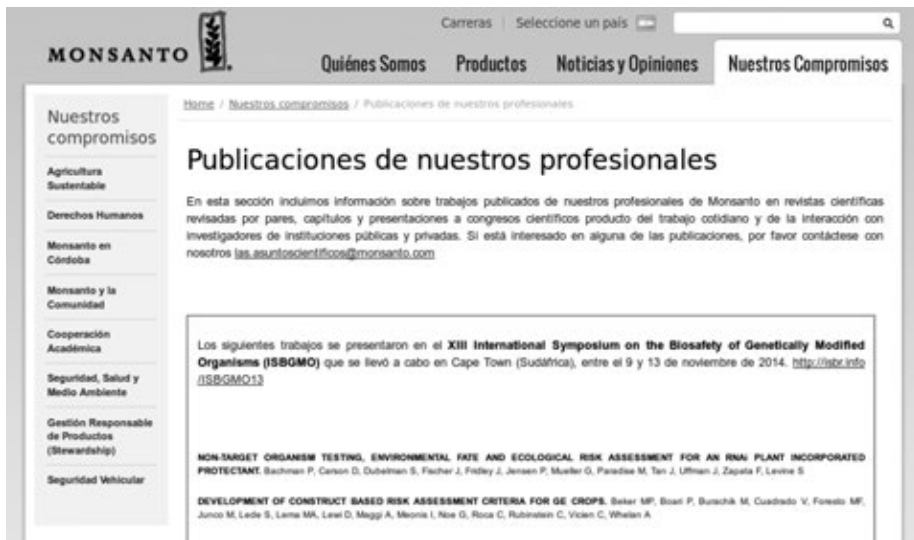 Carreras | Seleccione un país
MONSANTO
Quiénes Somos Productos Noticias y Opiniones Nuestros Compromisos
Home / Nuestros compromisos / Publicaciones de nuestros profesionales
Nuestros
compromisos
Agricultura
Sustentable
Derechos Humanos
Monsanto en
Córdoba
Monsanto y la
Comunidad
Cooperación
Académica
Seguridad, Salud y
Medio Ambiente
Gestión Responsable
de Productos
(Stewardship)
Seguridad Vehicular
Publicaciones de nuestros profesionales
En esta sección incluimos información sobre trabajos publicados de nuestros profesionales de Monsanto en revistas científicas
revisadas por pares, capítulos y presentaciones a congresos científicos producto del trabajo cotidiano y de la interacción con
investigadores de instituciones públicas y privadas. Si está interesado en alguna de las publicaciones, por favor contáctese con
nosotros las.asuntoscientificos@monsanto.com
Los siguientes trabajos se presentaron en el XIII International Symposium on the Biosafety of Genetically Modified
Organisms (ISBGMO) que se llevó a cabo en Cape Town (Sudáfrica), entre el 9 y 13 de noviembre de 2014. http://isbr.info
/ISBGMO13
NON-TARGET ORGANISM TESTING, ENVIRONMENTAL FATE AND ECOLOGICAL RISK ASSESSMENT FOR AN RNAi PLANT INCORPORATED
PROTECTANT. Bachman P, Carson D, Dubelman S, Fischer J, Fridley J, Jensen P, Mueller G, Paradise M, Tan J, Uffman J, Zapata F, Levine S
DEVELOPMENT OF CONSTRUCT BASED RISK ASSESSMENT CRITERIA FOR GE CROPS. Beker MP, Boari P, Burachik M, Cuadrado V, Foresto MF,
Junco M, Lede S, Lema MA, Lewi D, Maggi A, Meonis I, Noe G, Roca C, Rubinstein C, Vicien C, Whelan A